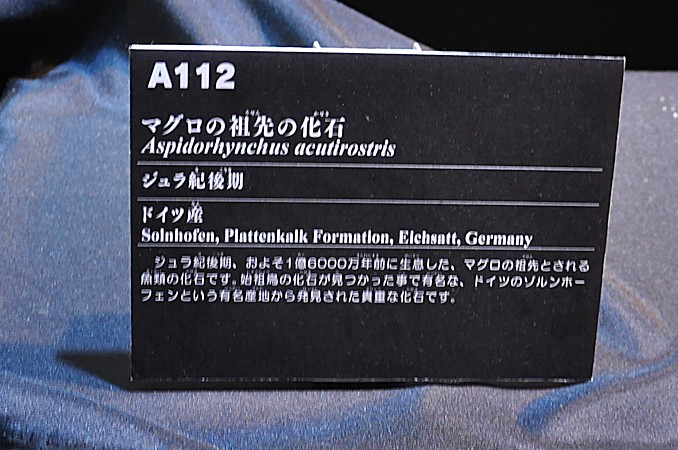 A112
マグロの祖先の化石
Aspidorhynchus acutirostris
ジュラ紀後期
ドイツ産
Solnhofen, Plattenkalk Formation, Eichsatt, Germany
ジュラ紀後期、およそ1億6000万年前に生息した、マグロの祖先とされる
魚類の化石です。始祖鳥の化石が見つかった事で有名な、ドイツのゾルンホー
フェンという有名産地から発見された貴重な化石です。